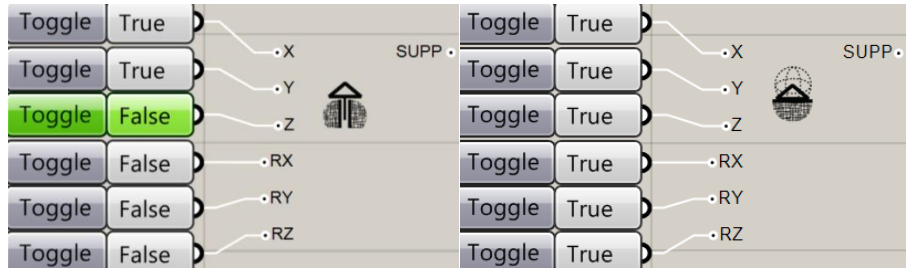 Toggle True X SUPP
Toggle True Y
Toggle False Z
Toggle False RX
Toggle False RY
Toggle False RZ
Toggle True X SUPP
Toggle True Y
Toggle True Z
Toggle True RX
Toggle True RY
Toggle True RZ